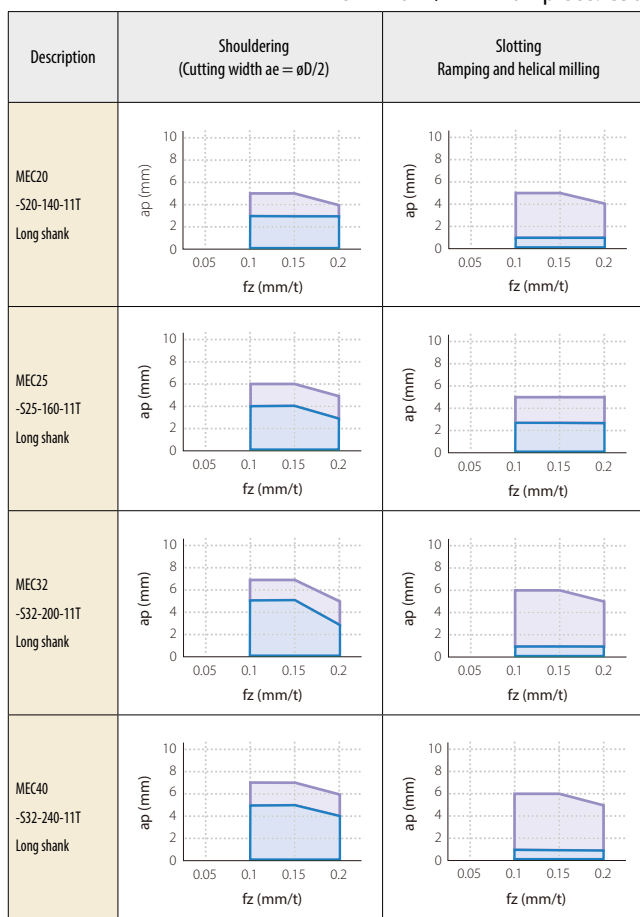 Description
Shouldering
(Cutting width ae = øD/2)
Slotting
Ramping and helical milling
MEC20
-S20-140-11T
Long shank
ap (mm)
10
8
6
4
2
0
0.05 0.1 0.15 0.2
fz (mm/t)
ap (mm)
10
8
6
4
2
0
0.05 0.1 0.15 0.2
fz (mm/t)
MEC25
-S25-160-11T
Long shank
ap (mm)
10
8
6
4
2
0
0.05 0.1 0.15 0.2
fz (mm/t)
ap (mm)
10
8
6
4
2
0
0.05 0.1 0.15 0.2
fz (mm/t)
MEC32
-S32-200-11T
Long shank
ap (mm)
10
8
6
4
2
0
0.05 0.1 0.15 0.2
fz (mm/t)
ap (mm)
10
8
6
4
2
0
0.05 0.1 0.15 0.2
fz (mm/t)
MEC40
-S32-240-11T
Long shank
ap (mm)
10
8
6
4
2
0
0.05 0.1 0.15 0.2
fz (mm/t)
ap (mm)
10
8
6
4
2
0
0.05 0.1 0.15 0.2
fz (mm/t)